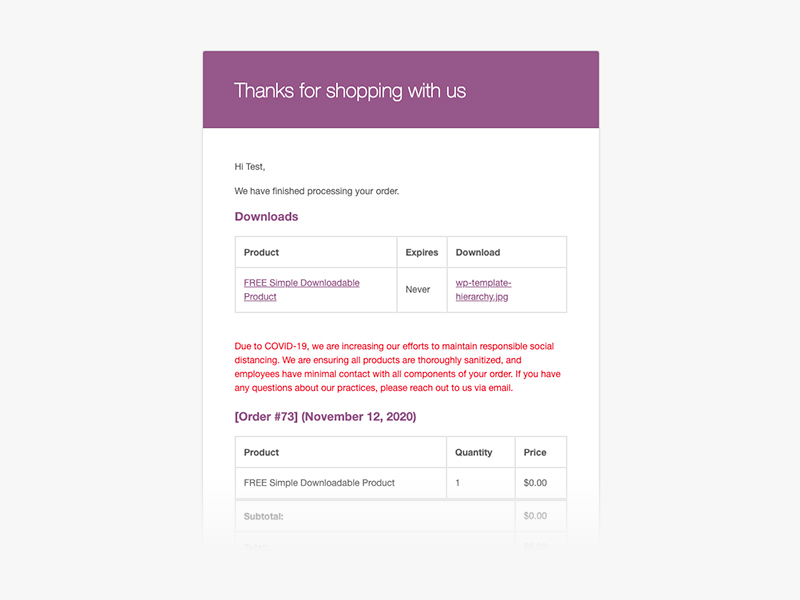 Thanks for shopping with us
Hi Test,
We have finished processing your order.
Downloads
Product Expires Download
FREE Simple Downloadable
Product
Never
wp-template-
hierarchy.jpg
Due to COVID-19, we are increasing our efforts to maintain responsible social
distancing. We are ensuring all products are thoroughly sanitized, and
employees have minimal contact with all components of your order. If you have
any questions about our practices, please reach out to us via email.
[Order #73] (November 12, 2020)
Product Quantity Price
FREE Simple Downloadable Product 1 $0.00
Subtotal: $0.00